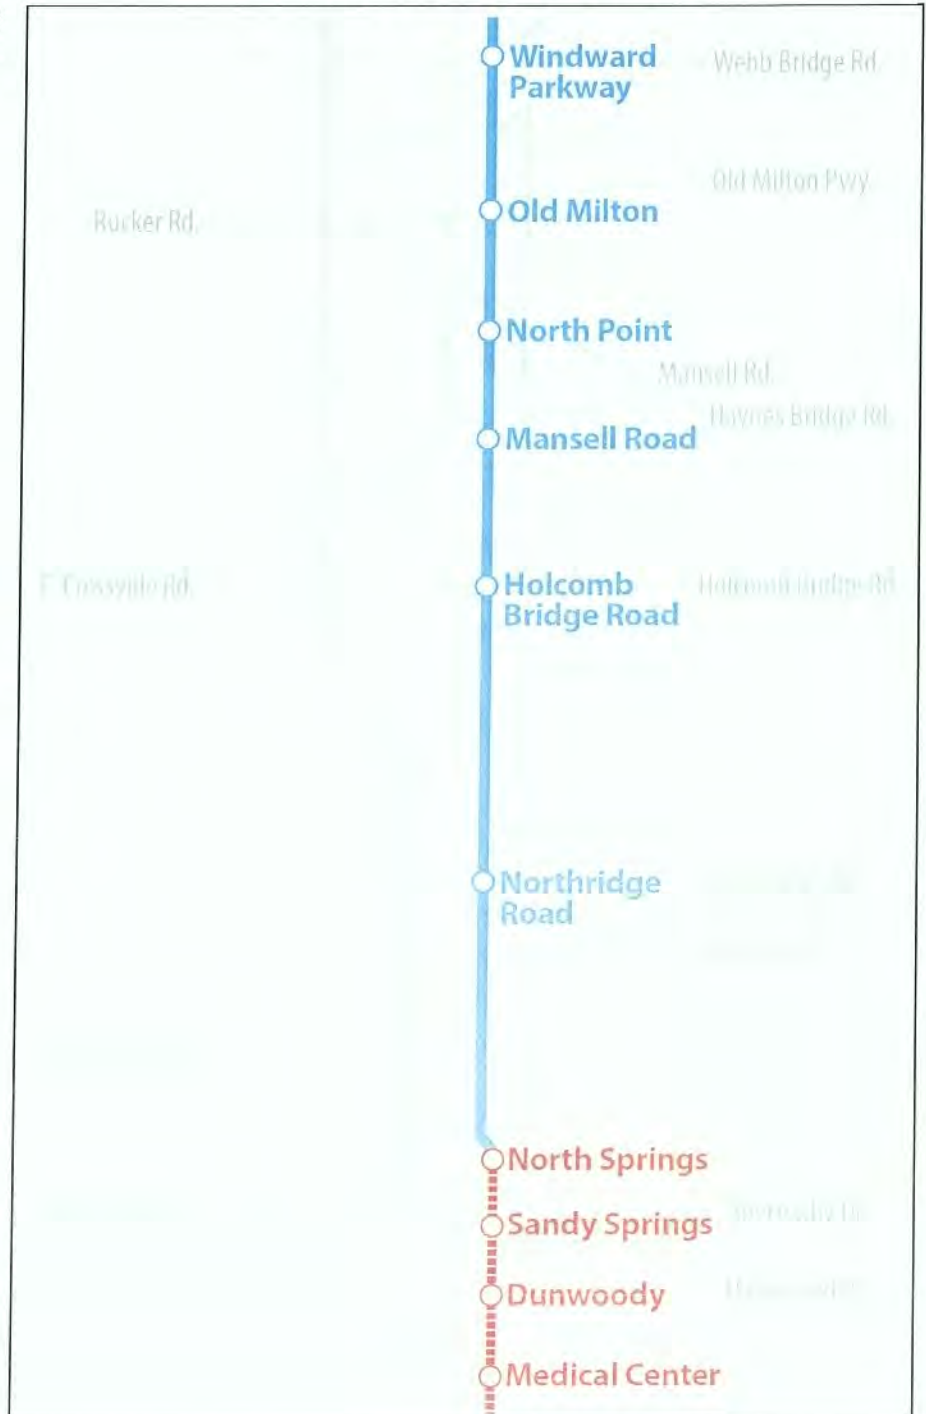 Windward
Parkway
Webb Bridge Rd.
Old Milton Pwy.
Old Milton
Rucker Rd.
North Point
Mansell Rd.
Haynes Bridge Rd.
Mansell Road
Holcomb
Bridge Road
Holcomb Bridge Rd.
Northridge
Road
North Springs
Sandy Springs
Dunwoody
Medical Center